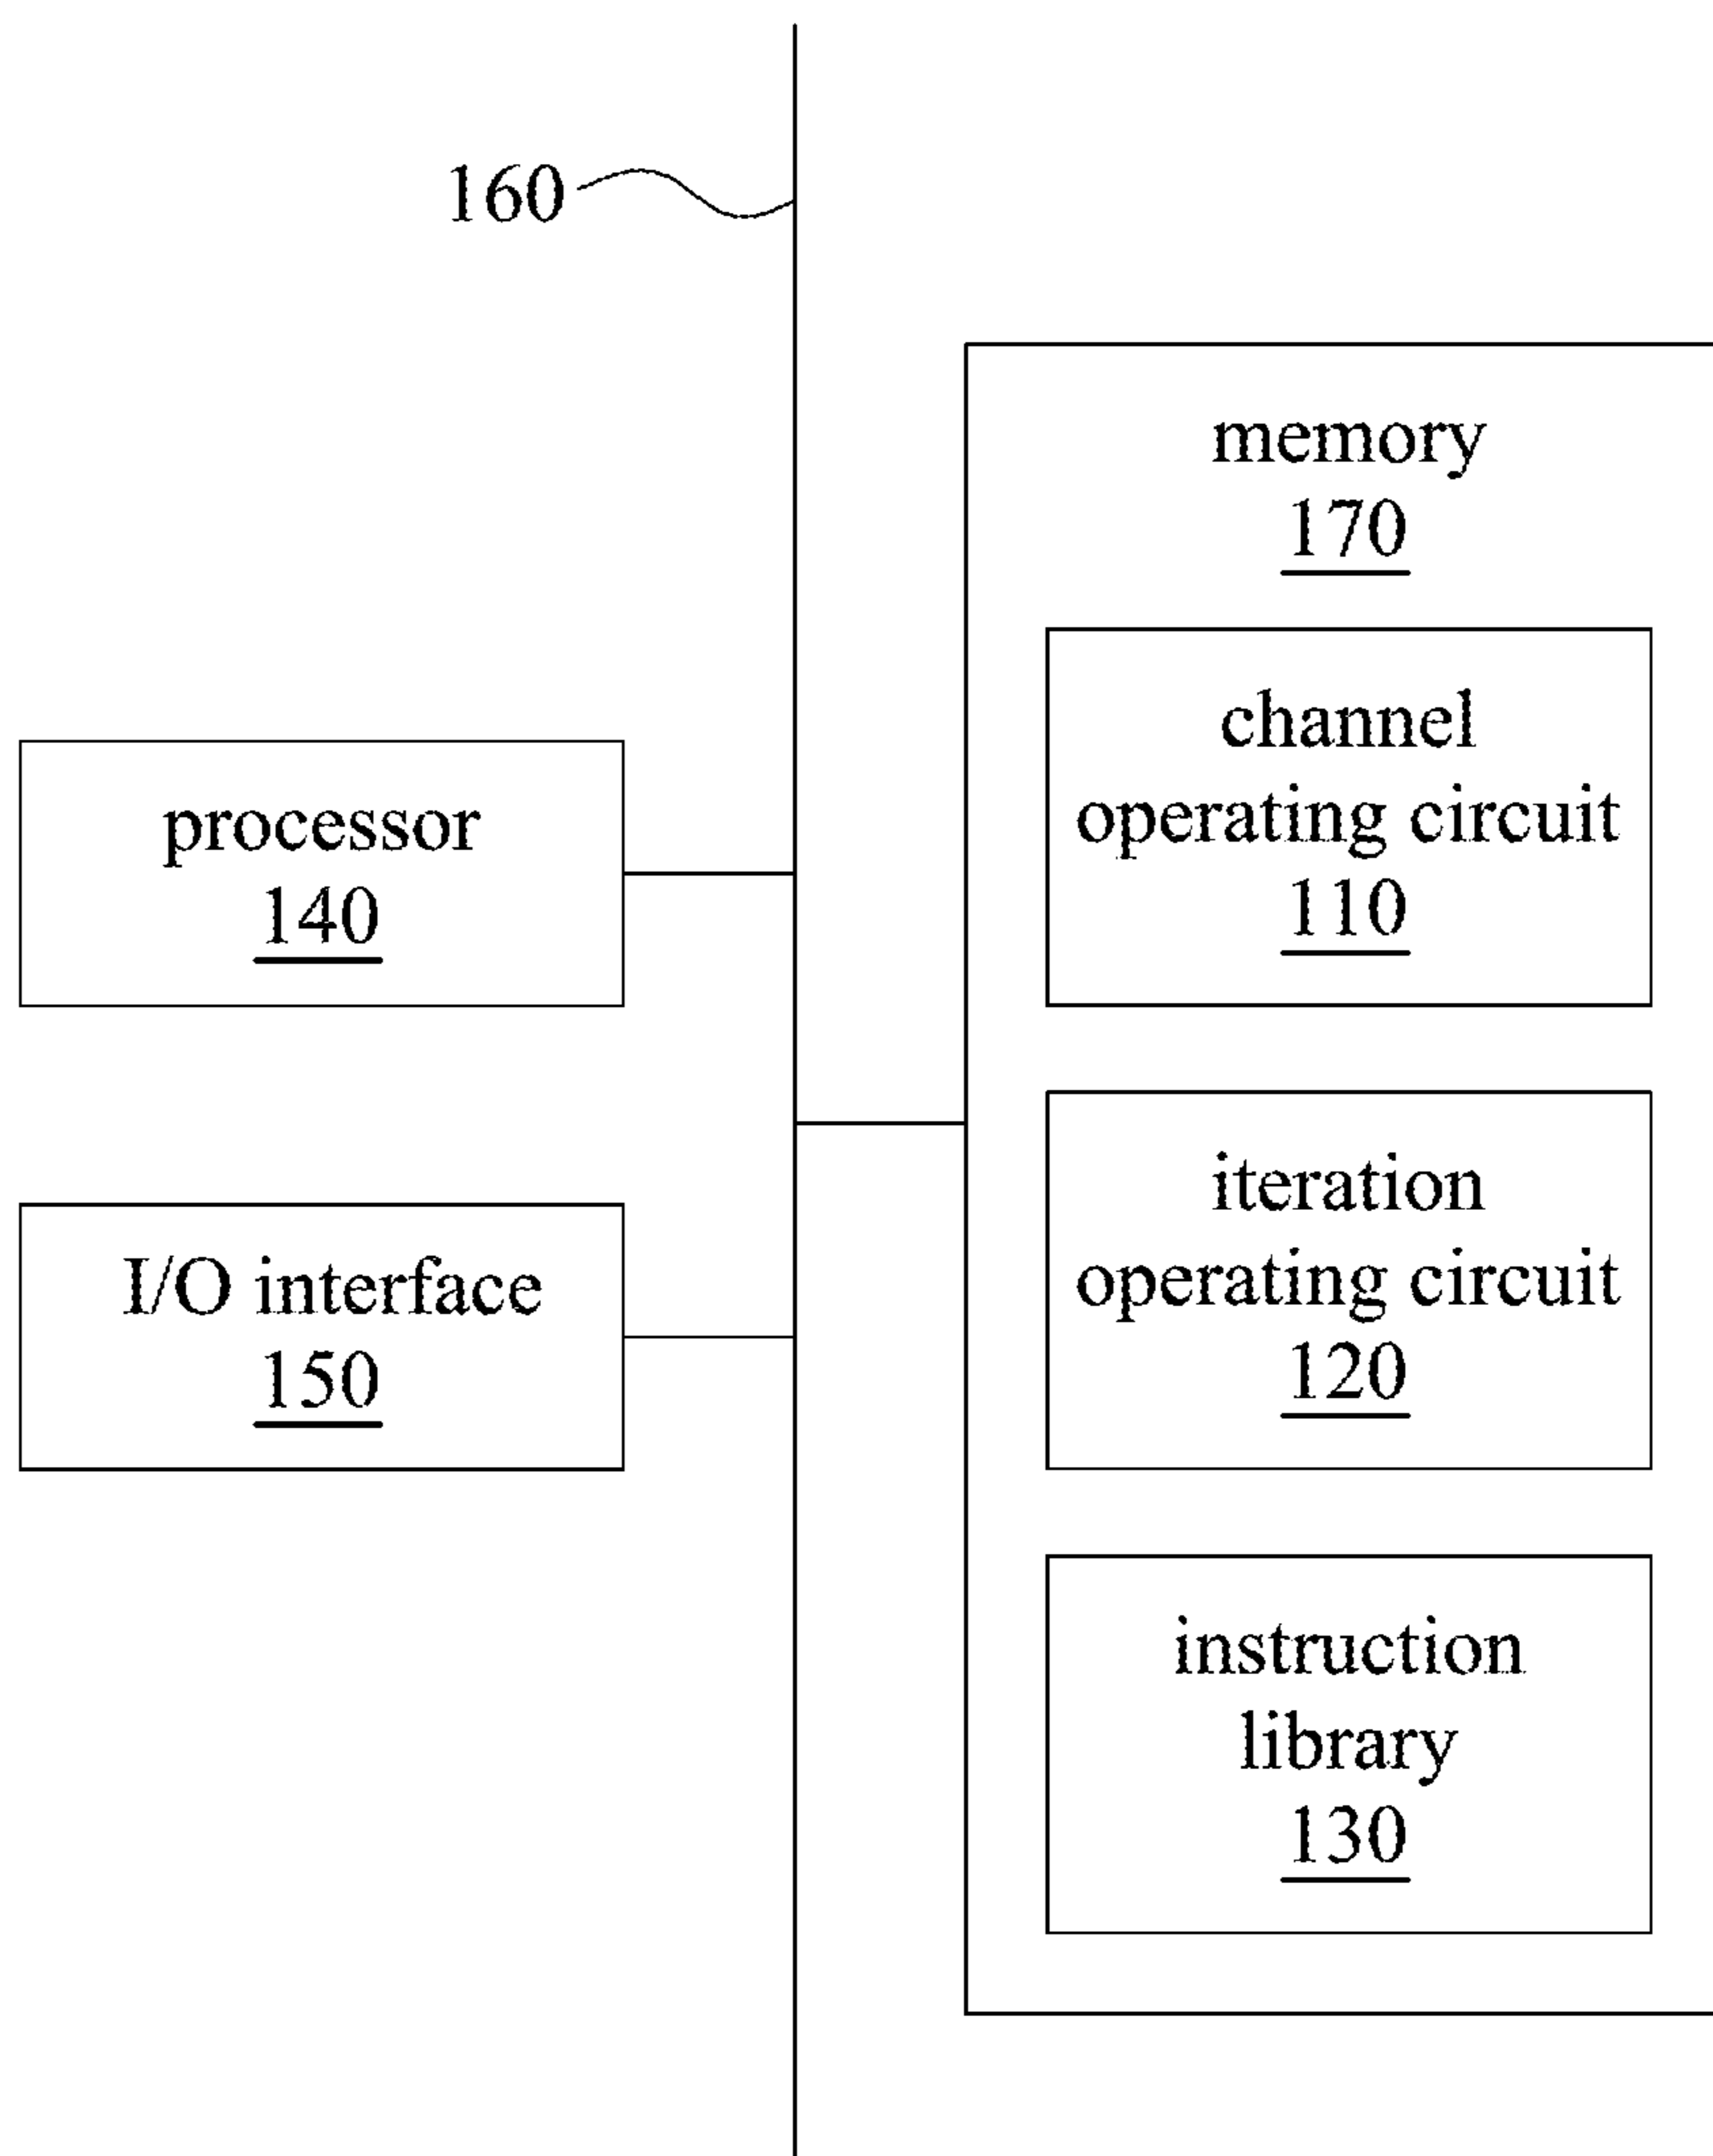 160
memory
170
channel
operating circuit
110
processor
140
iteration
operating circuit
120
I/O interface
150
instruction
library
130